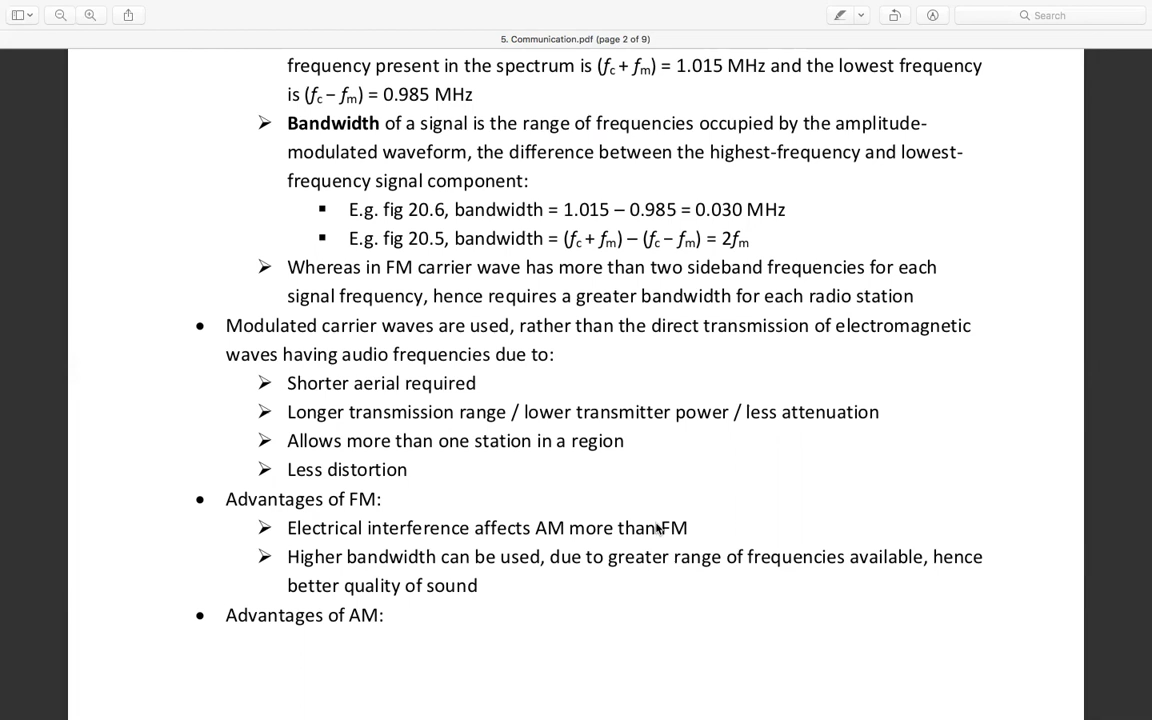 Search
5. Communication.pdf (page 2 of 9)
frequency present in the spectrum is (fc + fm) = 1.015 MHz and the lowest frequency
is (fc – fm) = 0.985 MHz
➢ Bandwidth of a signal is the range of frequencies occupied by the amplitude-
modulated waveform, the difference between the highest-frequency and lowest-
frequency signal component:
▪ E.g. fig 20.6, bandwidth = 1.015 – 0.985 = 0.030 MHz
▪ E.g. fig 20.5, bandwidth = (fc + fm) – (fc – fm) = 2fm
➢ Whereas in FM carrier wave has more than two sideband frequencies for each
signal frequency, hence requires a greater bandwidth for each radio station
• Modulated carrier waves are used, rather than the direct transmission of electromagnetic
waves having audio frequencies due to:
➢ Shorter aerial required
➢ Longer transmission range / lower transmitter power / less attenuation
➢ Allows more than one station in a region
➢ Less distortion
• Advantages of FM:
➢ Electrical interference affects AM more than FM
➢ Higher bandwidth can be used, due to greater range of frequencies available, hence
better quality of sound
• Advantages of AM: